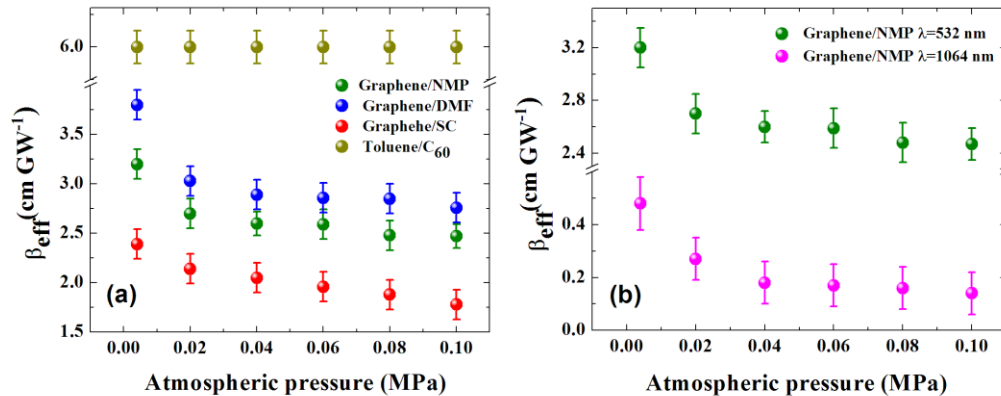 (a)
6.0
3.5
3.0
2.5
2.0
1.5
βeff(cm GW-1)
Graphene/NMP
Graphene/DMF
Graphehe/SC
Toluene/C60
0.00 0.02 0.04 0.06 0.08 0.10
Atmospheric pressure (MPa)
(b)
3.2
2.8
2.4
0.4
0.2
0.0
βeff(cm GW-1)
Graphene/NMP λ=532 nm
Graphene/NMP λ=1064 nm
0.00 0.02 0.04 0.06 0.08 0.10
Atmospheric pressure (MPa)